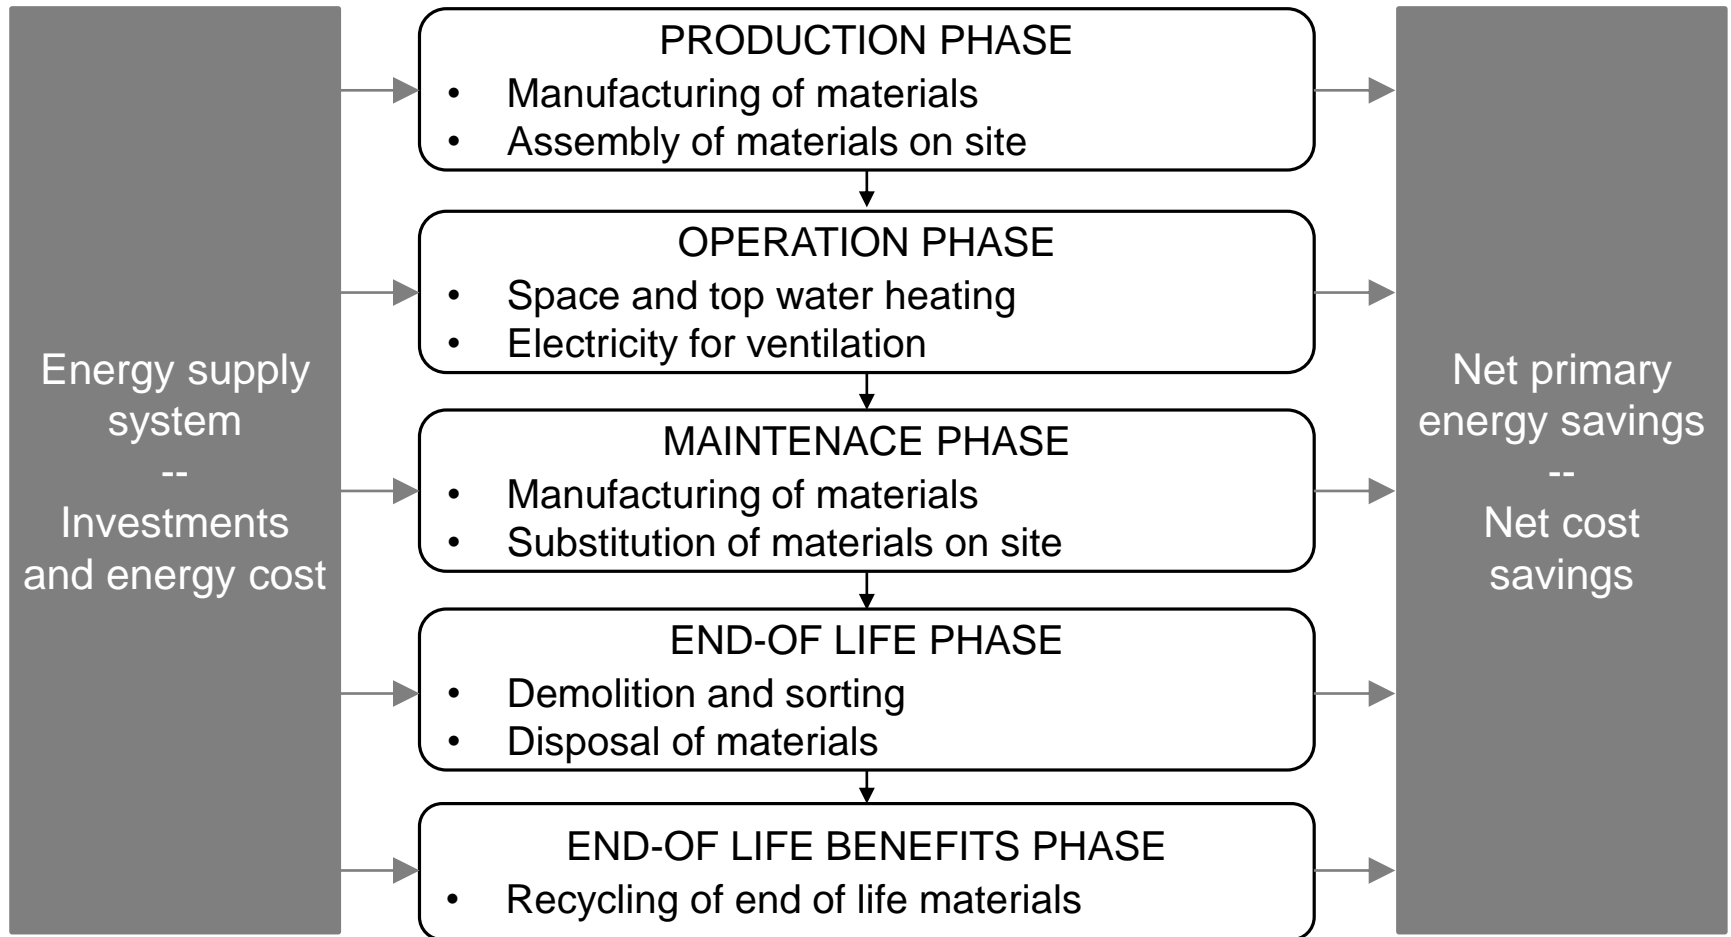 Energy supply
system
--
Investments
and energy cost
PRODUCTION PHASE
• Manufacturing of materials
• Assembly of materials on site
OPERATION PHASE
• Space and top water heating
• Electricity for ventilation
MAINTENACE PHASE
• Manufacturing of materials
• Substitution of materials on site
END-OF LIFE PHASE
• Demolition and sorting
• Disposal of materials
END-OF LIFE BENEFITS PHASE
• Recycling of end of life materials
Net primary
energy savings
--
Net cost
savings